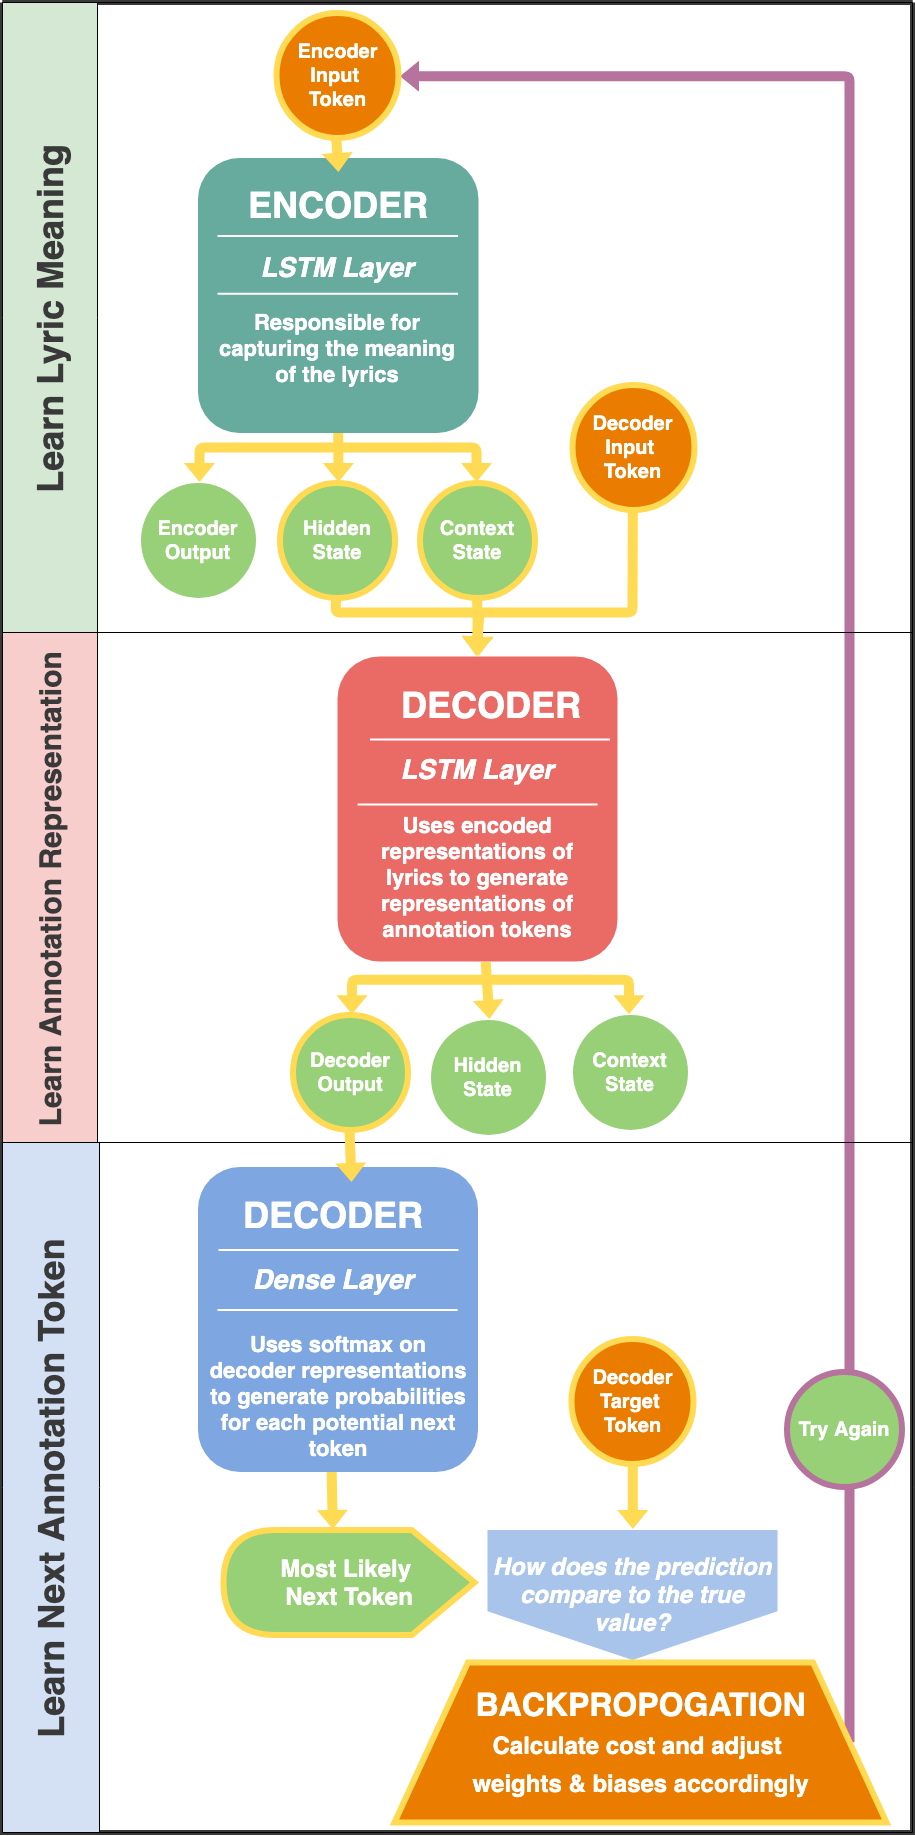 Learn Lyric Meaning
Encoder
Input
Token
ENCODER
LSTM Layer
Responsible for
capturing the meaning
of the lyrics
Decoder
Input
Token
Encoder
Output
Hidden
State
Context
State
Learn Annotation Representation
DECODER
LSTM Layer
Uses encoded
representations of
lyrics to generate
representations of
annotation tokens
Decoder
Output
Hidden
State
Context
State
Learn Next Annotation Token
DECODER
Dense Layer
Uses softmax on
decoder representations
to generate probabilities
for each potential next
token
Decoder
Target
Token
Try Again
Most Likely
Next Token
How does the prediction
compare to the true
value?
BACKPROPOGATION
Calculate cost and adjust
weights & biases accordingly